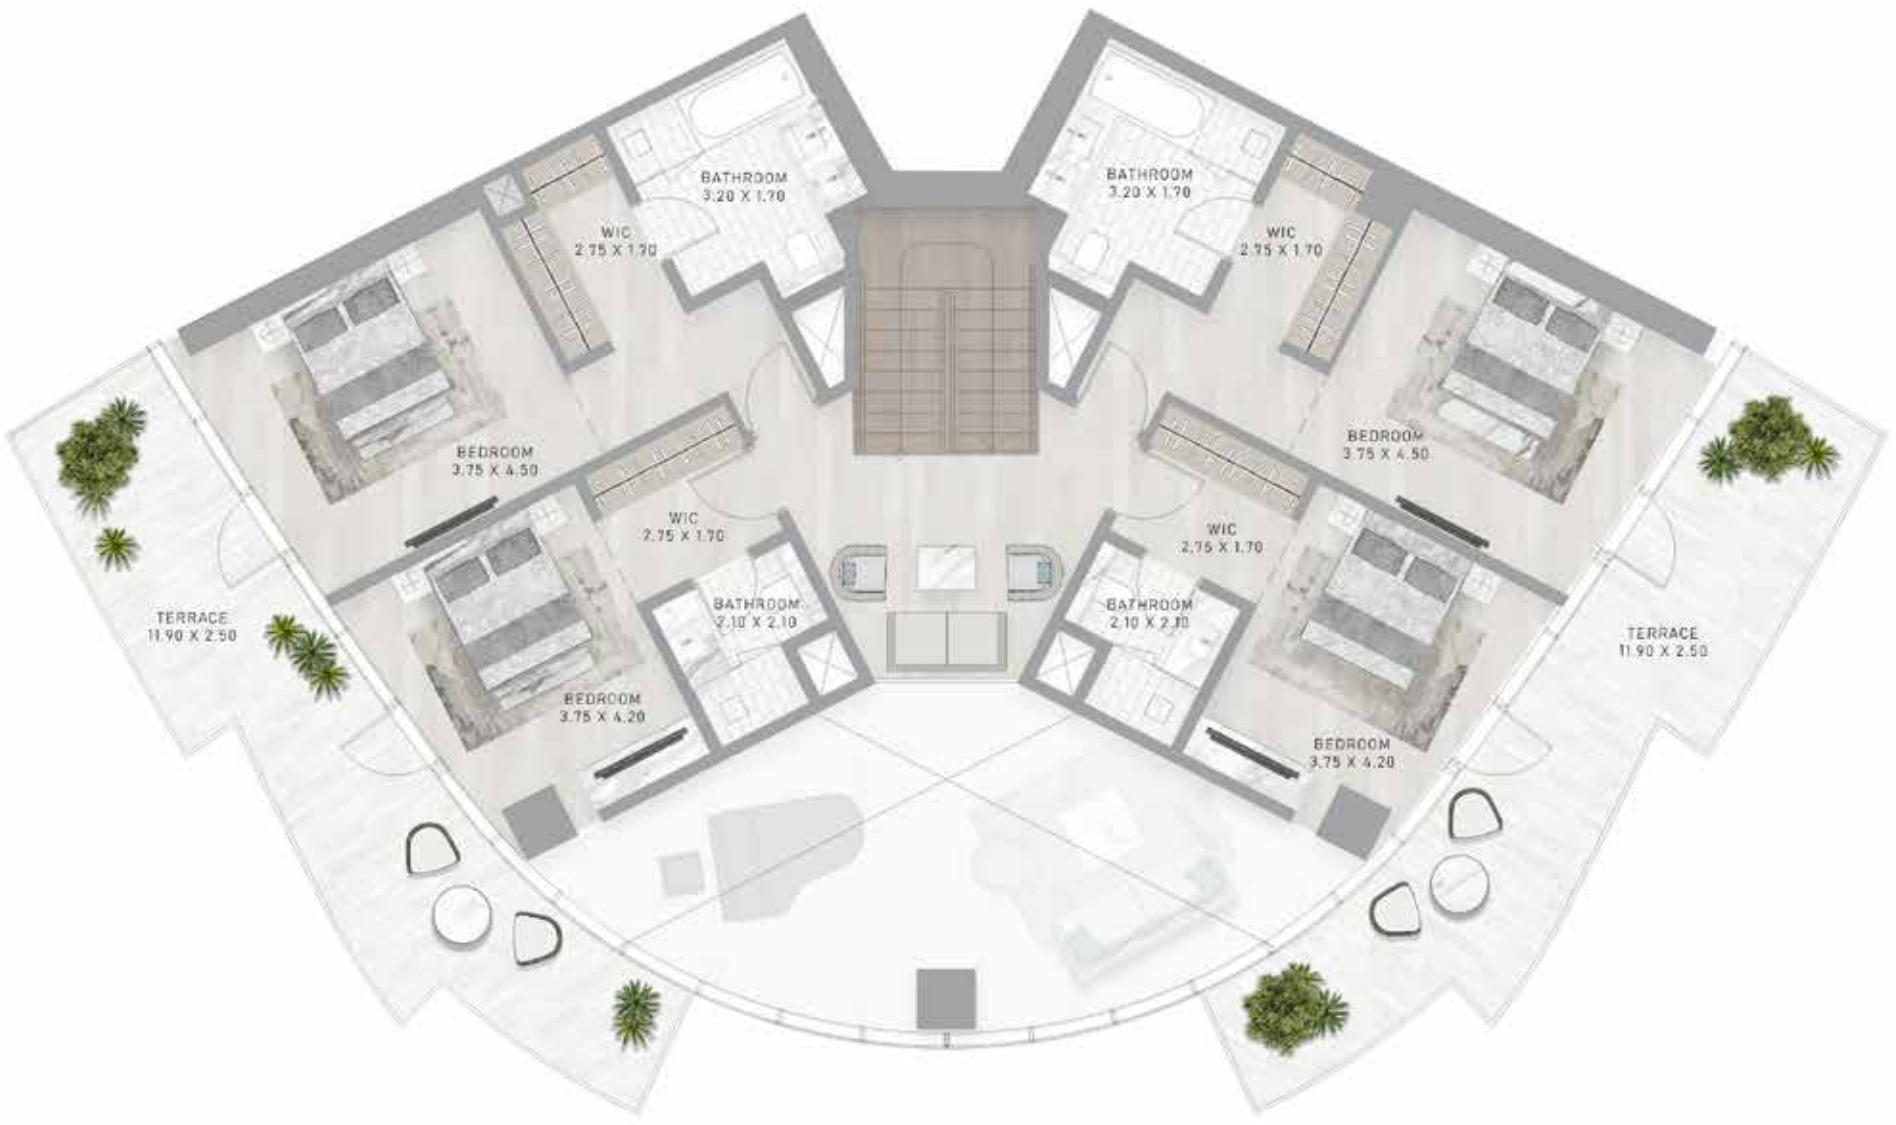 BATHROOM
3.20 X 1.70
BATHROOM
3.20 X 1.70
WIC
2.75 X 1.70
WIC
2.75 X 1.70
BEDROOM
3.75 X 4.50
BEDROOM
3.75 X 4.50
WIC
2.75 X 1.70
WIC
2.75 X 1.70
TERRACE
11.90 X 2.50
BATHROOM
2.10 X 2.10
BATHROOM
2.10 X 2.10
TERRACE
11.90 X 2.50
BEDROOM
3.75 X 4.20
BEDROOM
3.75 X 4.20